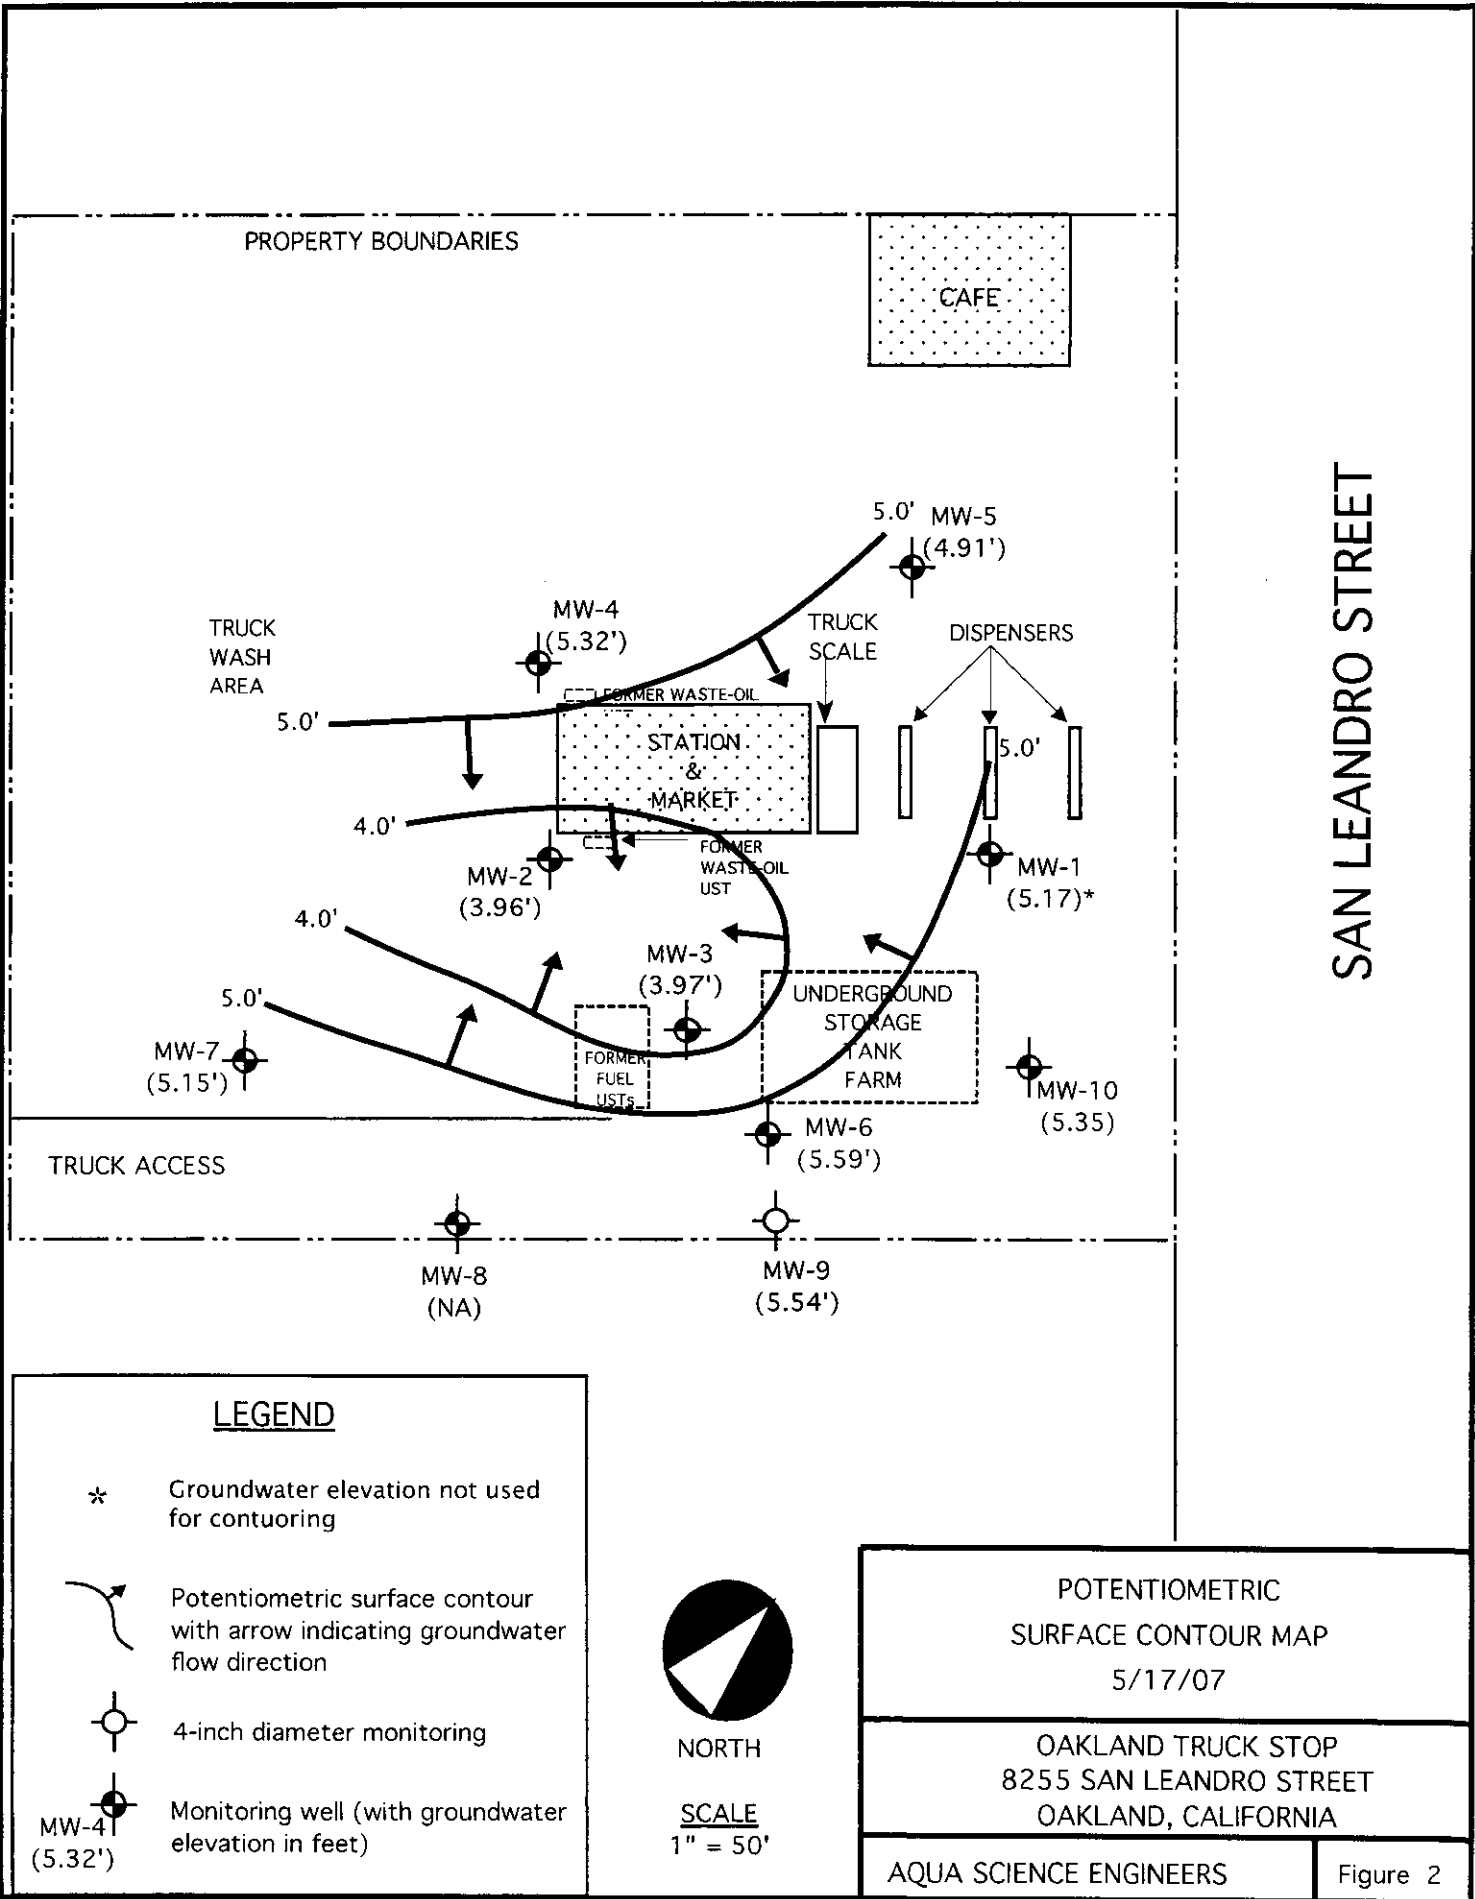 PROPERTY BOUNDARIES
CAFE
SAN LEANDRO STREET
5.0'
MW-5
(4.91')
MW-4
(5.32')
TRUCK
WASH
AREA
TRUCK
SCALE
DISPENSERS
FORMER WASTE-OIL
5.0'
STATION
&
MARKET
5.0'
4.0'
FORMER
WASTE-OIL
UST
MW-2
(3.96')
MW-1
(5.17)*
4.0'
MW-3
(3.97')
5.0'
UNDERGROUND
STORAGE
TANK
FARM
MW-7
(5.15')
FORMER
FUEL
USTs
MW-10
(5.35)
MW-6
(5.59')
TRUCK ACCESS
MW-8
(NA)
MW-9
(5.54')
LEGEND
* Groundwater elevation not used
for contuoring
Potentiometric surface contour
with arrow indicating groundwater
flow direction
4-inch diameter monitoring
Monitoring well (with groundwater
elevation in feet)
MW-4
(5.32')
NORTH
SCALE
1" = 50'
POTENTIOMETRIC
SURFACE CONTOUR MAP
5/17/07
OAKLAND TRUCK STOP
8255 SAN LEANDRO STREET
OAKLAND, CALIFORNIA
AQUA SCIENCE ENGINEERS
Figure 2